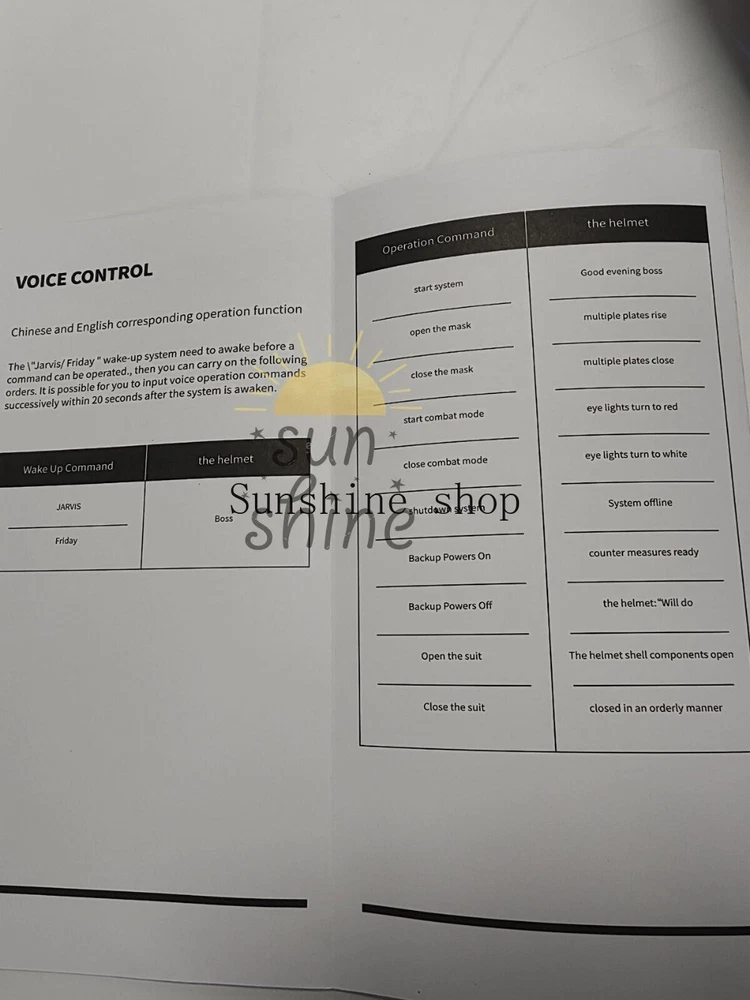 VOICE CONTROL
Chinese and English corresponding operation function
The \"Jarvis/ Friday " wake-up system need to awake before a
command can be operated., then you can carry on the following
orders. It is possible for you to input voice operation commands
successively within 20 seconds after the system is awaken.
Wake Up Command the helmet
JARVIS
Boss
Friday
Operation Command the helmet
start system Good evening boss
open the mask multiple plates rise
close the mask multiple plates close
start combat mode eye lights turn to red
close combat mode eye lights turn to white
shutdown system System offline
Backup Powers On counter measures ready
Backup Powers Off the helmet:"Will do
Open the suit The helmet shell components open
Close the suit closed in an orderly manner
sun
shine
Sunshine shop